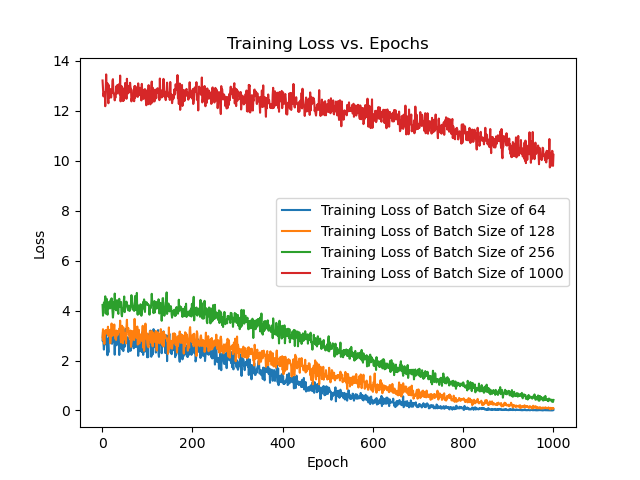 Training Loss vs. Epochs
14
12
10
8
6
4
2
0
Loss
Training Loss of Batch Size of 64
Training Loss of Batch Size of 128
Training Loss of Batch Size of 256
Training Loss of Batch Size of 1000
0 200 400 600 800 1000
Epoch